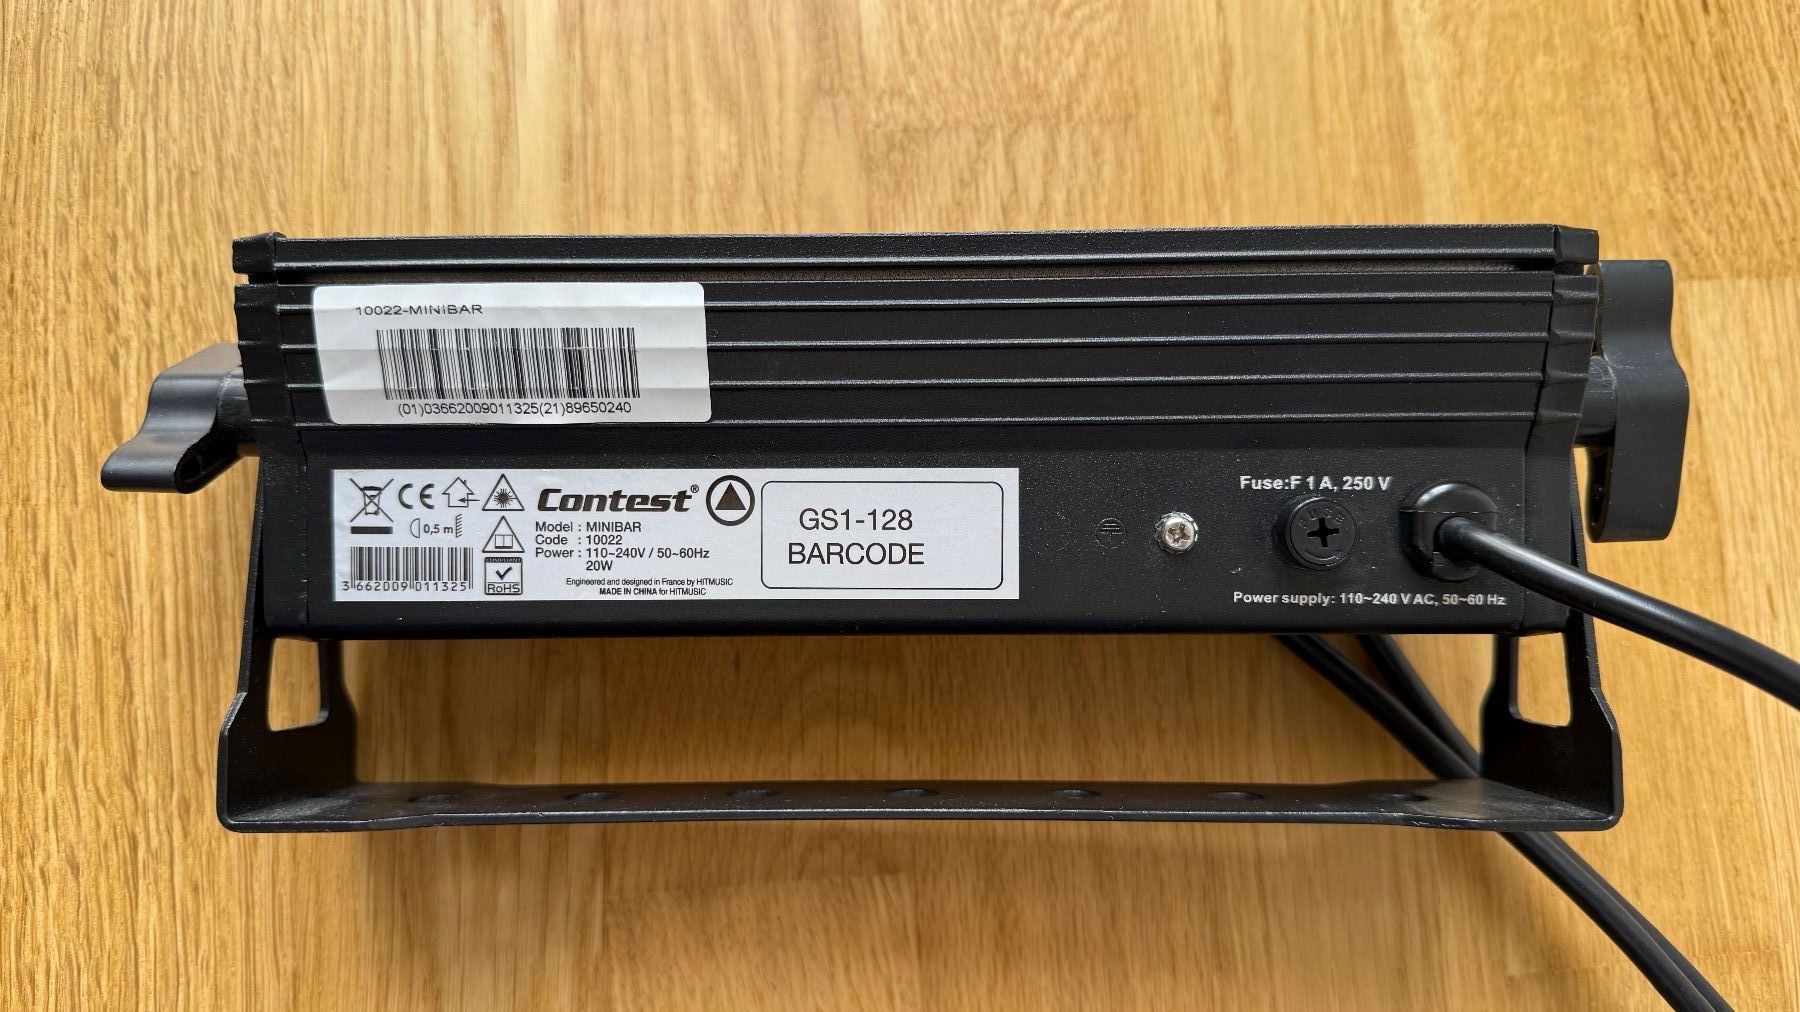 10022-MINIBAR
(01)03662009011325(21)89650240
CE
0,5 m
3 662009 011325
COMPLIANT
RoHS
Contest®
Model : MINIBAR
Code : 10022
Power : 110~240V / 50~60Hz
20W
Engineered and designed in France by HITMUSIC
MADE IN CHINA for HITMUSIC
GS1-128
BARCODE
Fuse:F 1 A, 250 V
Power supply: 110~240 V AC, 50~60 Hz